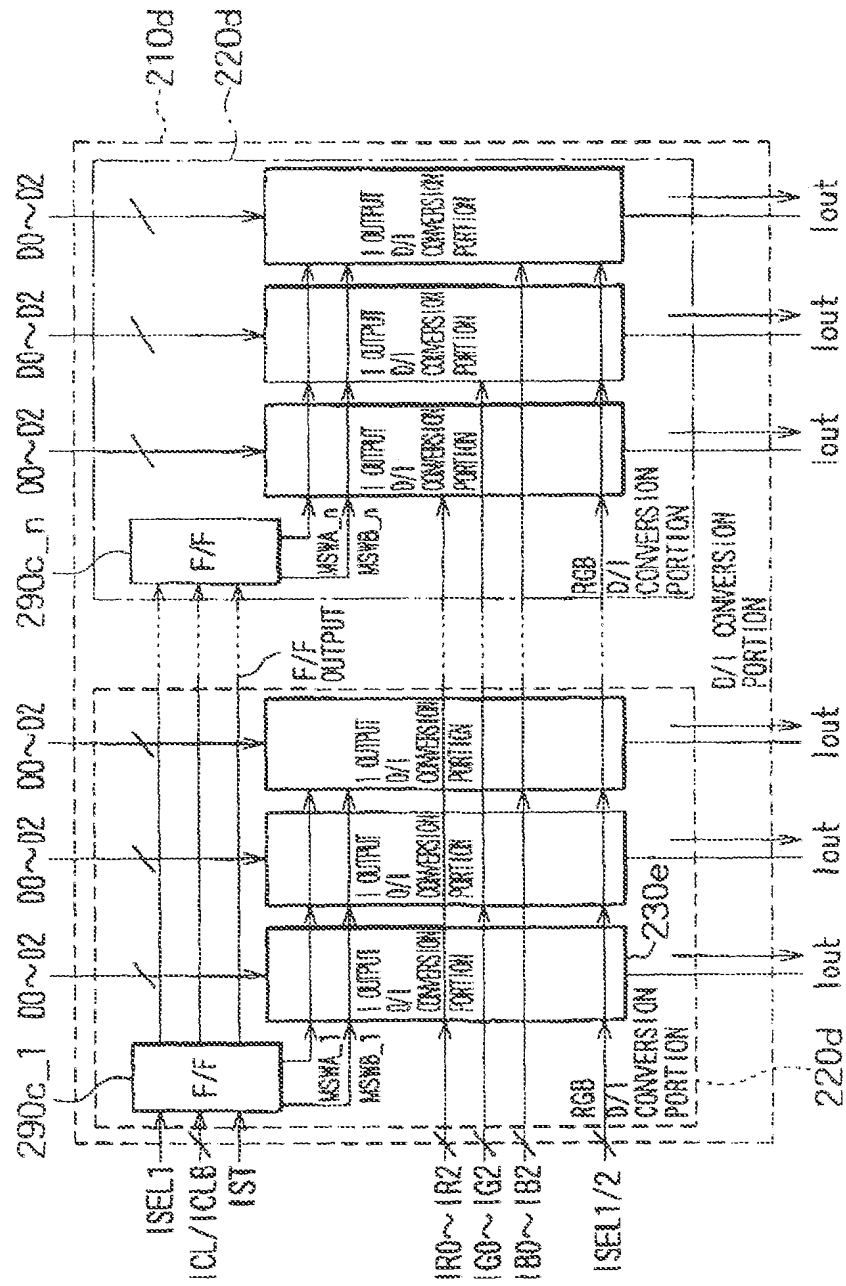 210d
220d
D0~D2
D0~D2
D0~D2
D0~D2
D0~D2
D0~D2
290c_1
290c_n
F/F
F/F
ISEL1
ICL/ICLB
IST
F/F
OUTPUT
MSWA_1
MSWB_1
MSWA_n
MSWB_n
1 OUTPUT
D/I
CONVERSION
PORTION
1 OUTPUT
D/I
CONVERSION
PORTION
1 OUTPUT
D/I
CONVERSION
PORTION
1 OUTPUT
D/I
CONVERSION
PORTION
1 OUTPUT
D/I
CONVERSION
PORTION
1 OUTPUT
D/I
CONVERSION
PORTION
IR0~IR2
IG0~IG2
IB0~IB2
ISEL1/2
RGB
D/I
CONVERSION
PORTION
RGB
D/I
CONVERSION
PORTION
D/I CONVERSION
PORTION
230e
220d
Iout
Iout
Iout
Iout
Iout
Iout